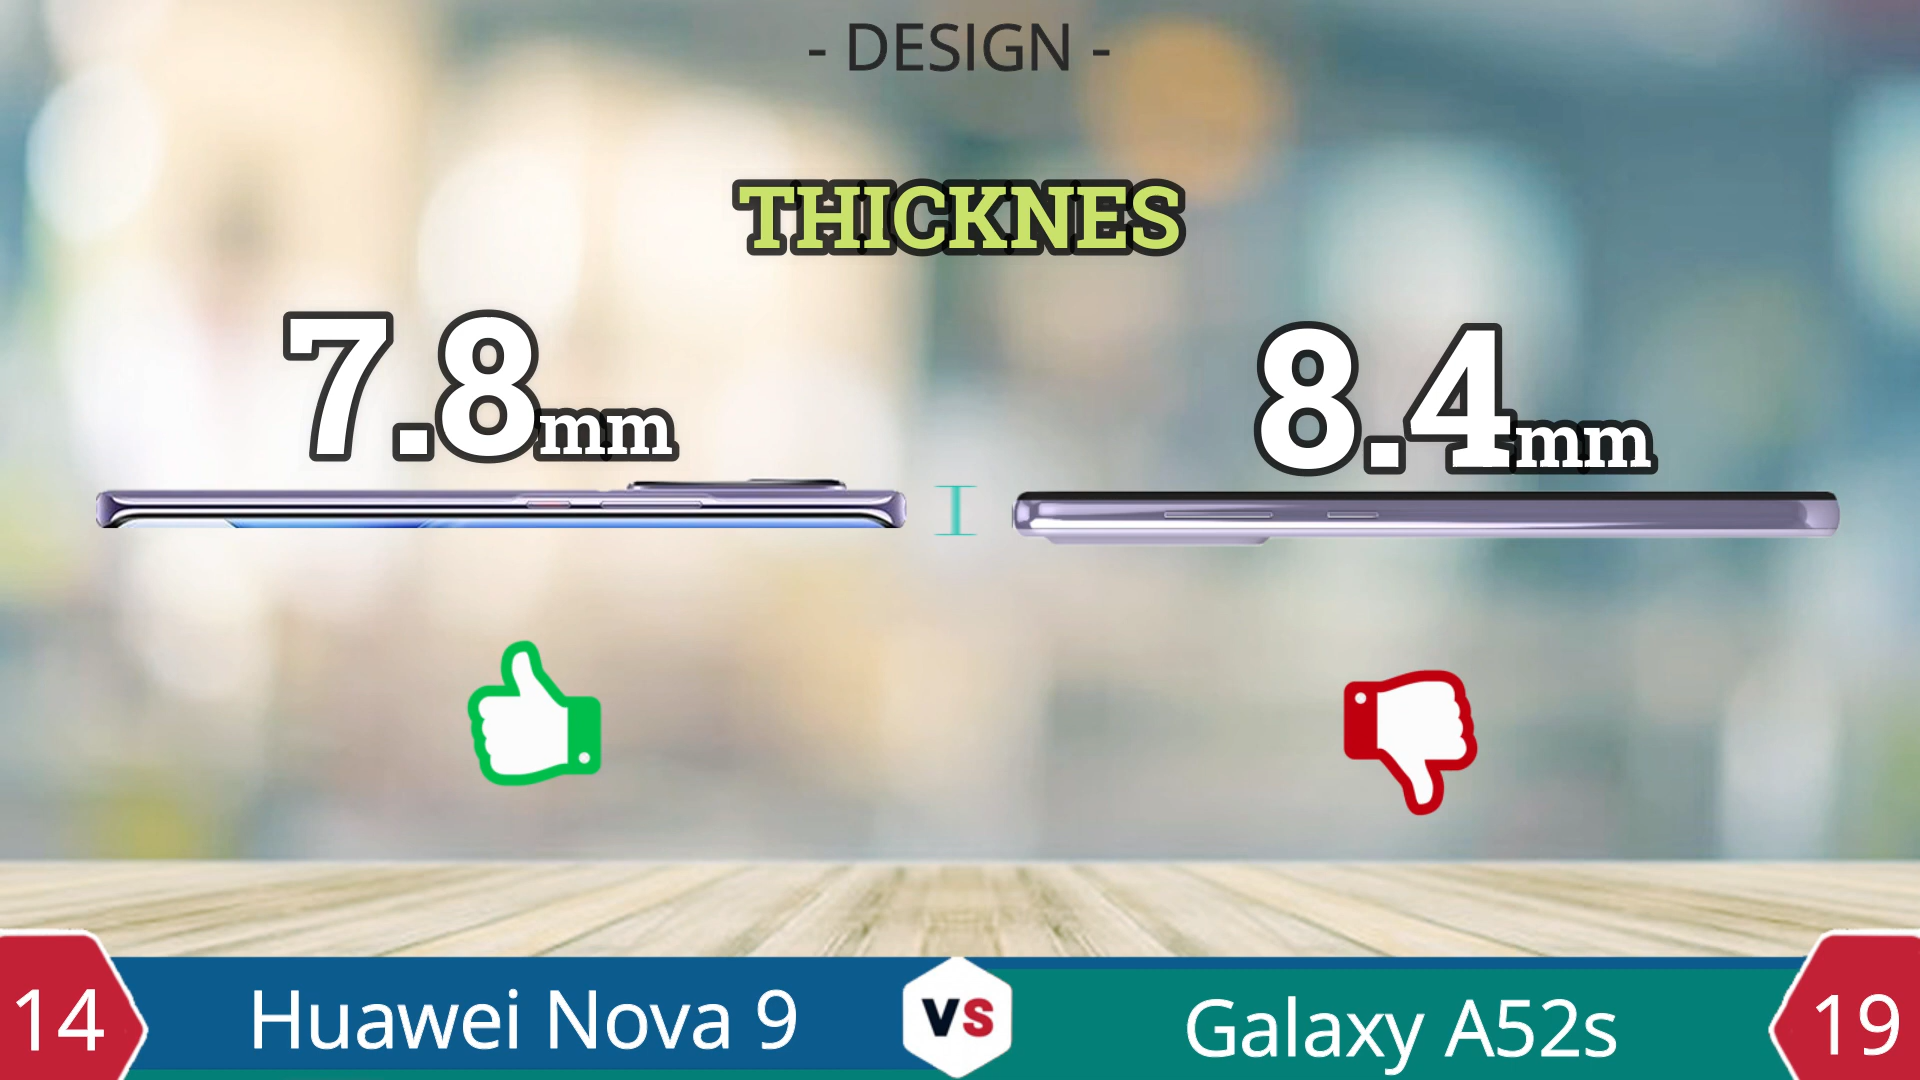 - DESIGN -
THICKNES
7.8mm
8.4mm
14 Huawei Nova 9 VS Galaxy A52s 19